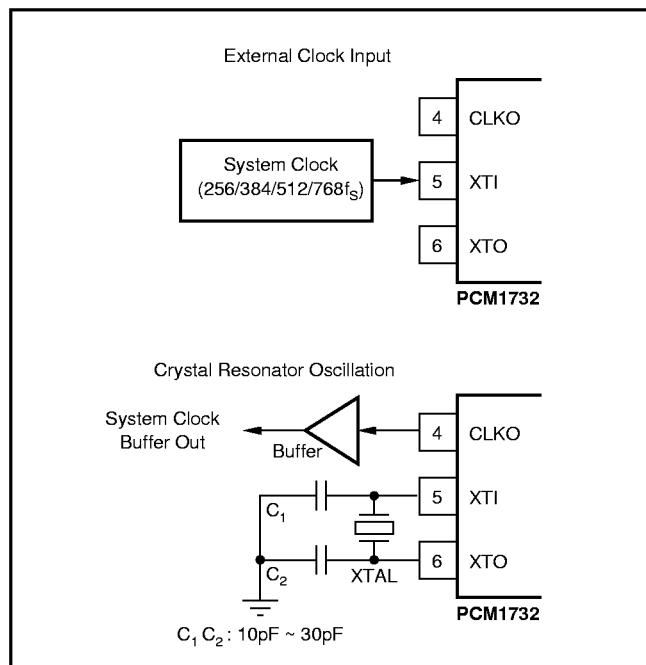 External Clock Input
4 CLKO
System Clock
(256/384/512/768fS)
5 XTI
6 XTO
PCM1732
Crystal Resonator Oscillation
System Clock
Buffer Out
Buffer
4 CLKO
C1
5 XTI
C2
XTAL
6 XTO
PCM1732
C1 C2 : 10pF ~ 30pF